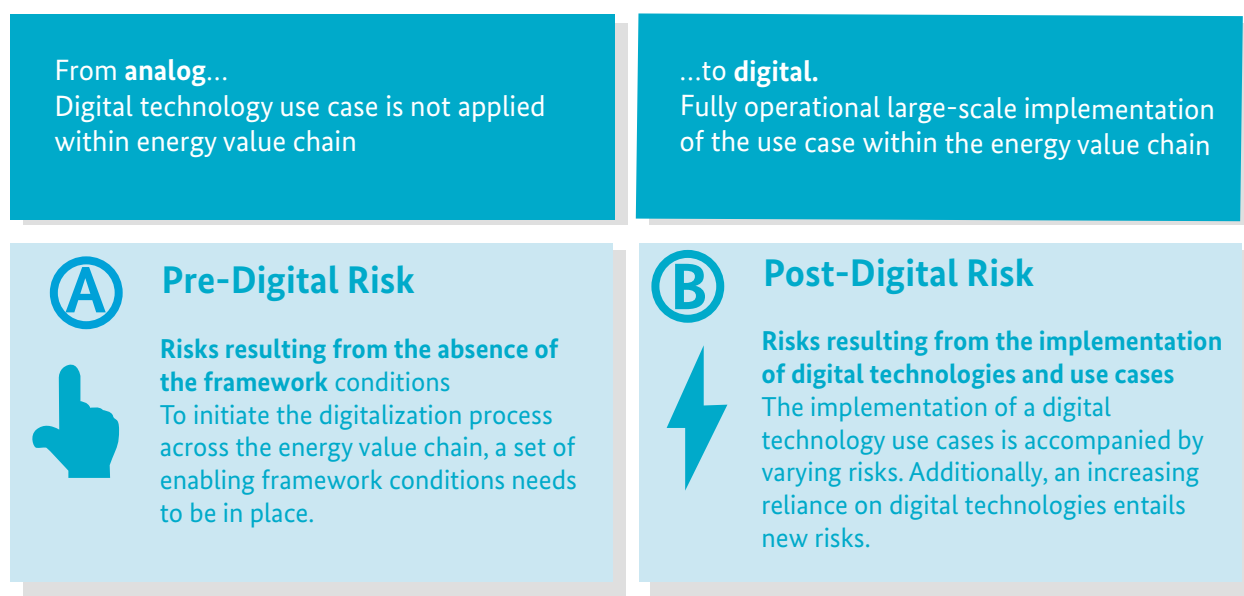 From analog...
Digital technology use case is not applied
within energy value chain
...to digital.
Fully operational large-scale implementation
of the use case within the energy value chain
A
Pre-Digital Risk
Risks resulting from the absence of
the framework conditions
To initiate the digitalization process
across the energy value chain, a set of
enabling framework conditions needs
to be in place.
B
Post-Digital Risk
Risks resulting from the implementation
of digital technologies and use cases
The implementation of a digital
technology use cases is accompanied by
varying risks. Additionally, an increasing
reliance on digital technologies entails
new risks.